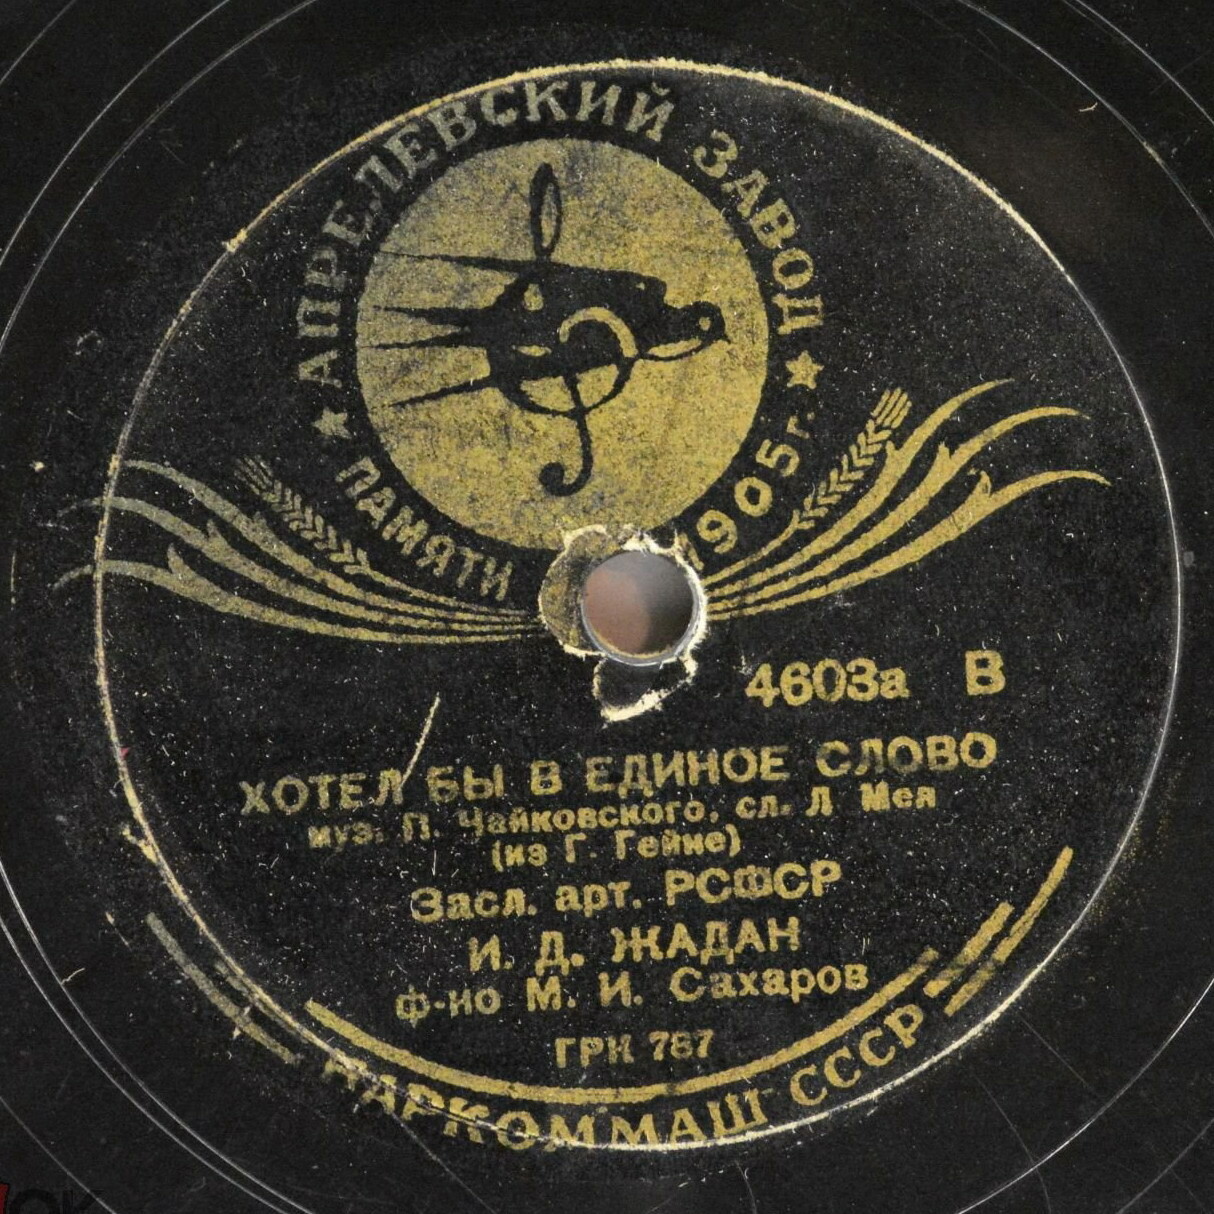 АПРЕЛЕВСКИЙ ЗАВОД
★ ПАМЯТИ 1905 г. ★
4603а В
ХОТЕЛ БЫ В ЕДИНОЕ СЛОВО
муз. П. Чайковского, сл. Л Мея
(из Г. Гейне)
Засл. арт. РСФСР
И. Д. ЖАДАН
ф-но М. И. Сахаров
ГРК 787
НАРКОММАШ СССР